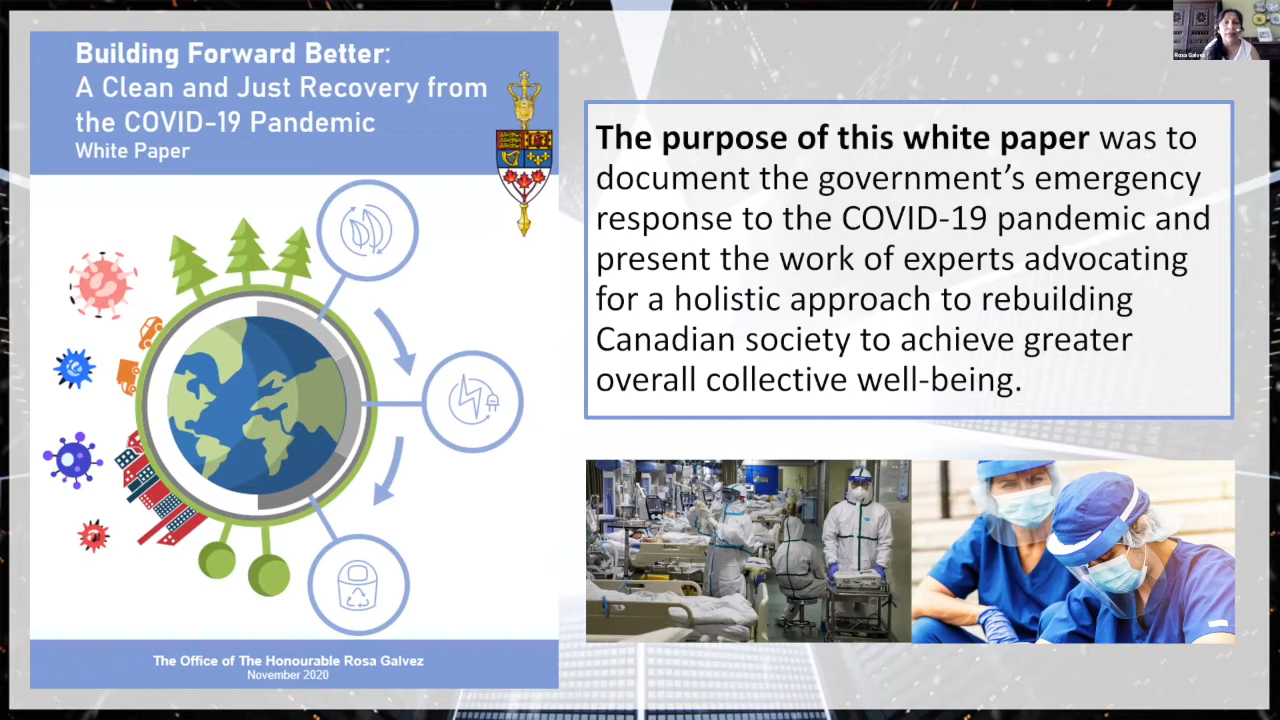 Building Forward Better:
A Clean and Just Recovery from
the COVID-19 Pandemic
White Paper
The Office of The Honourable Rosa Galvez
November 2020
The purpose of this white paper was to
document the government’s emergency
response to the COVID-19 pandemic and
present the work of experts advocating
for a holistic approach to rebuilding
Canadian society to achieve greater
overall collective well-being.
Rosa Galvez